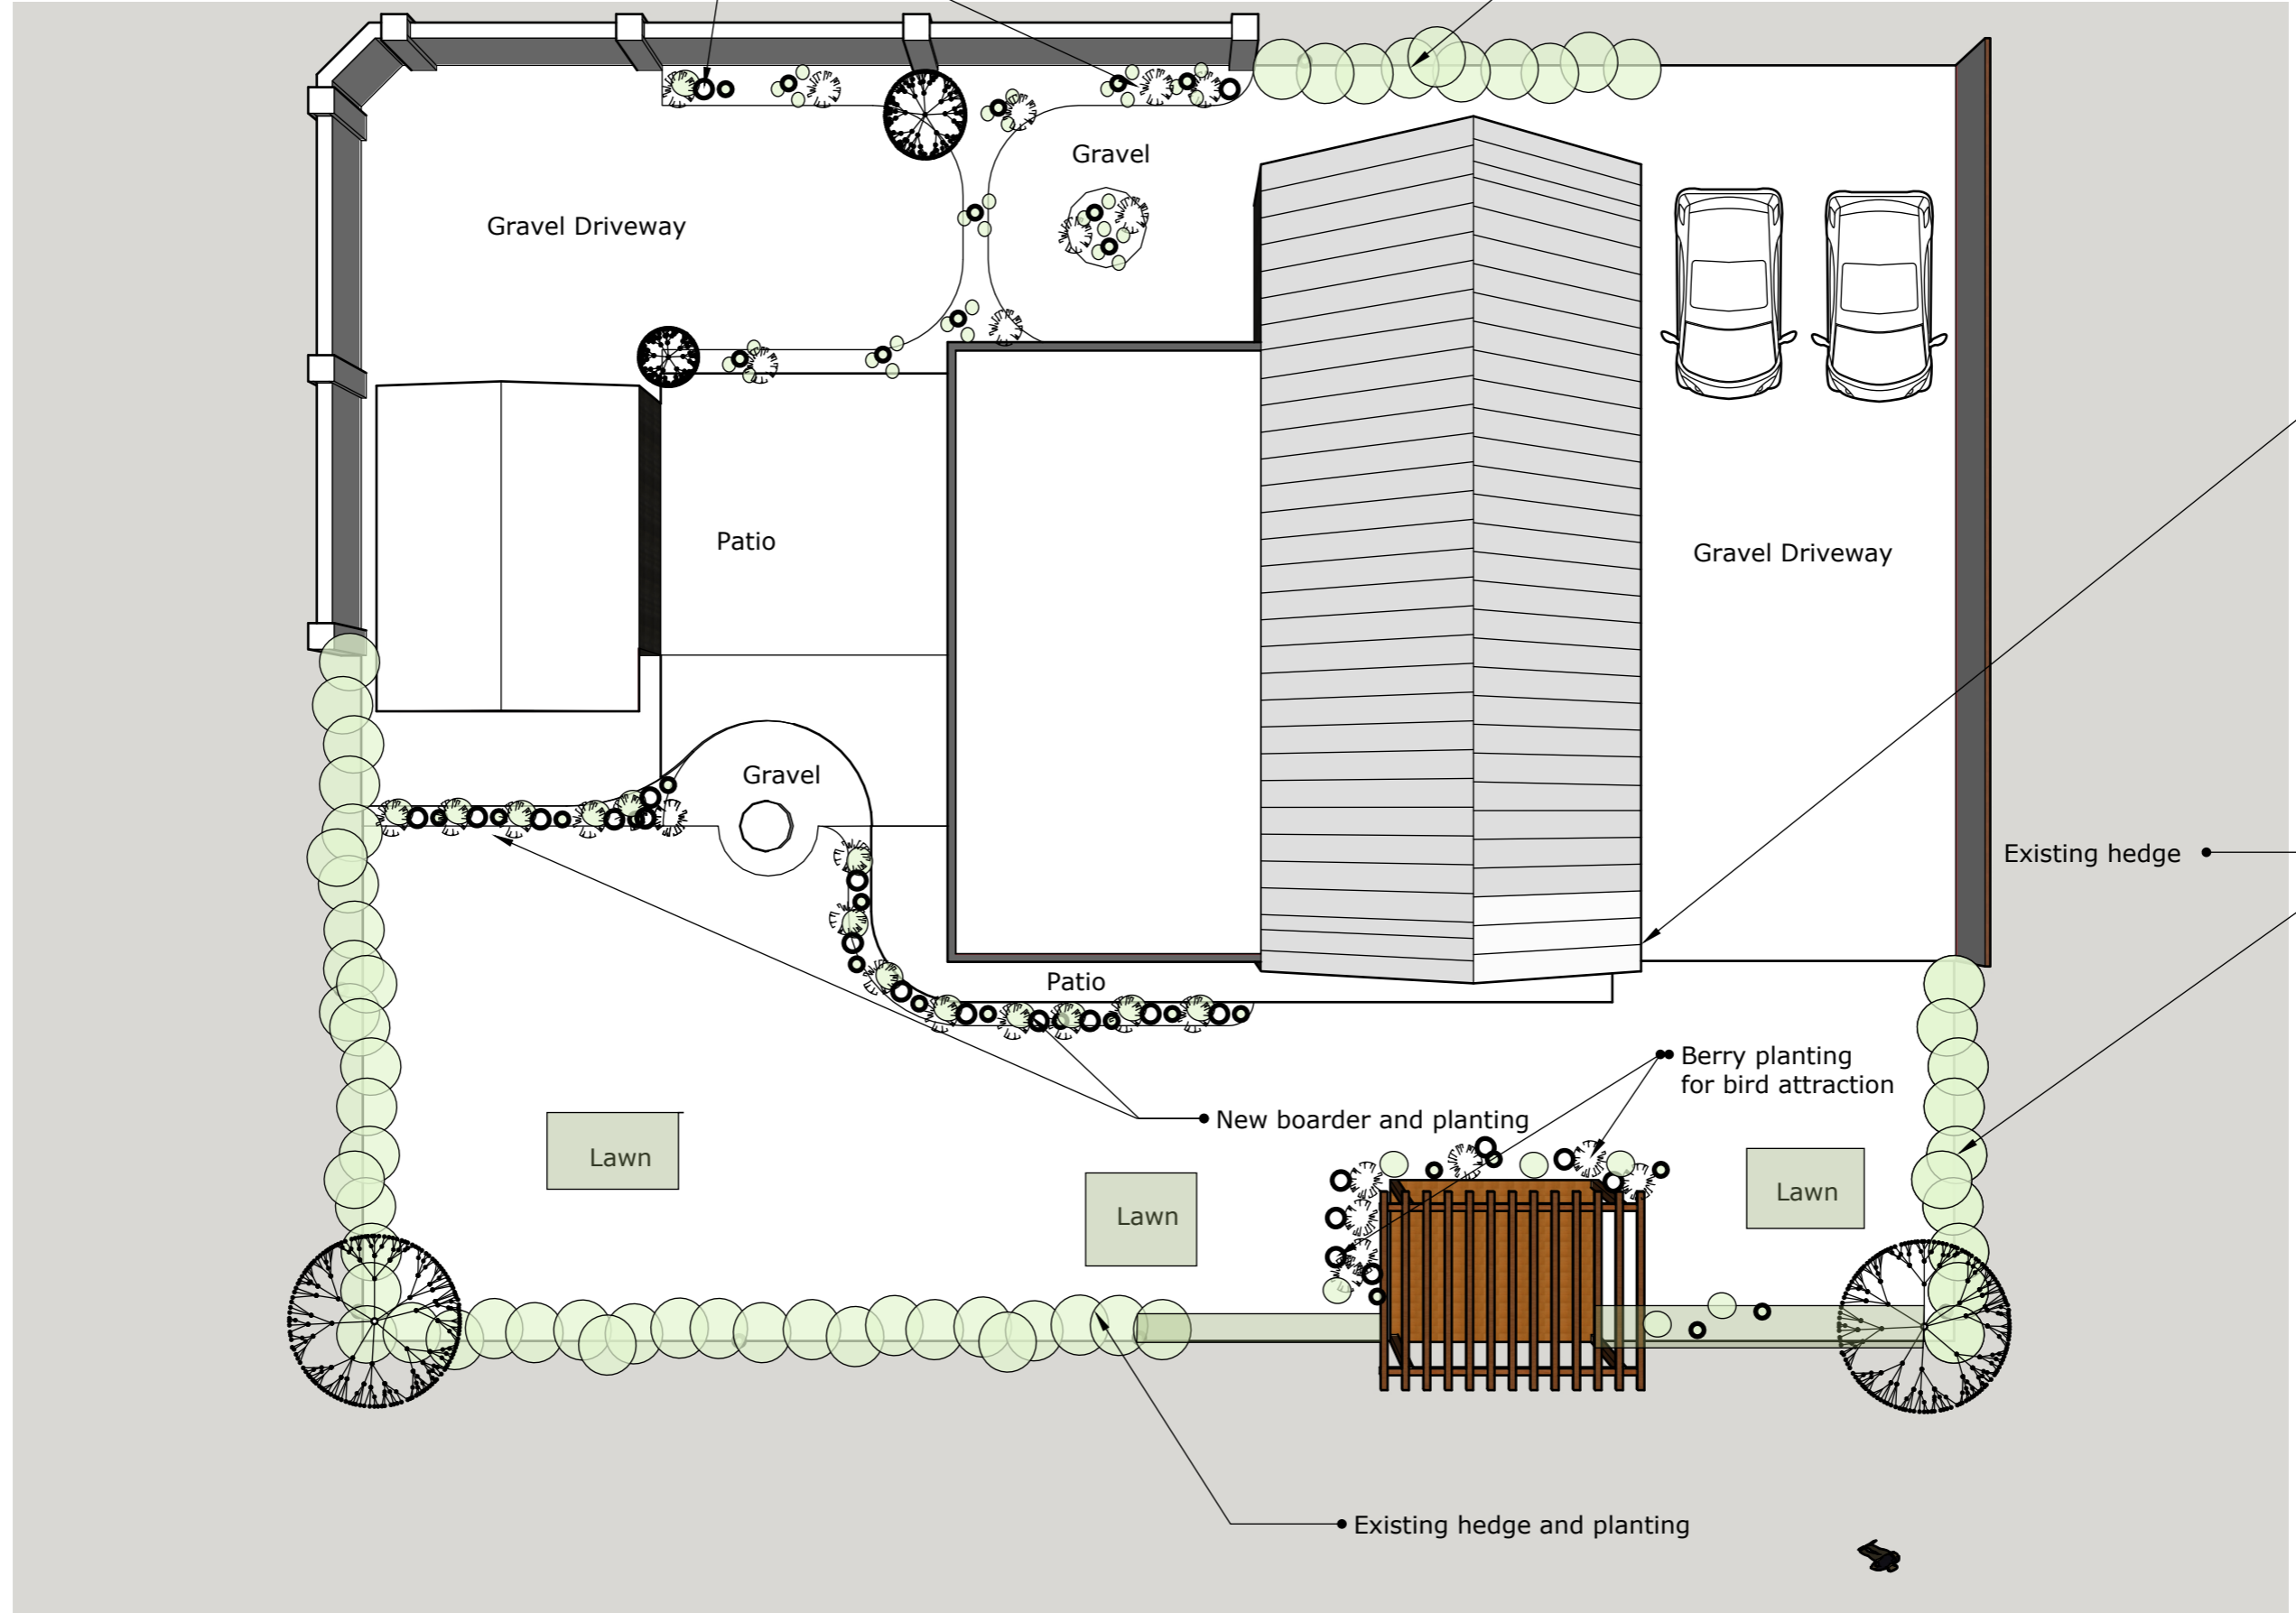 Gravel
Gravel Driveway
Patio
Gravel Driveway
Gravel
Existing hedge
Patio
Berry planting
for bird attraction
New boarder and planting
Lawn
Lawn
Lawn
Existing hedge and planting